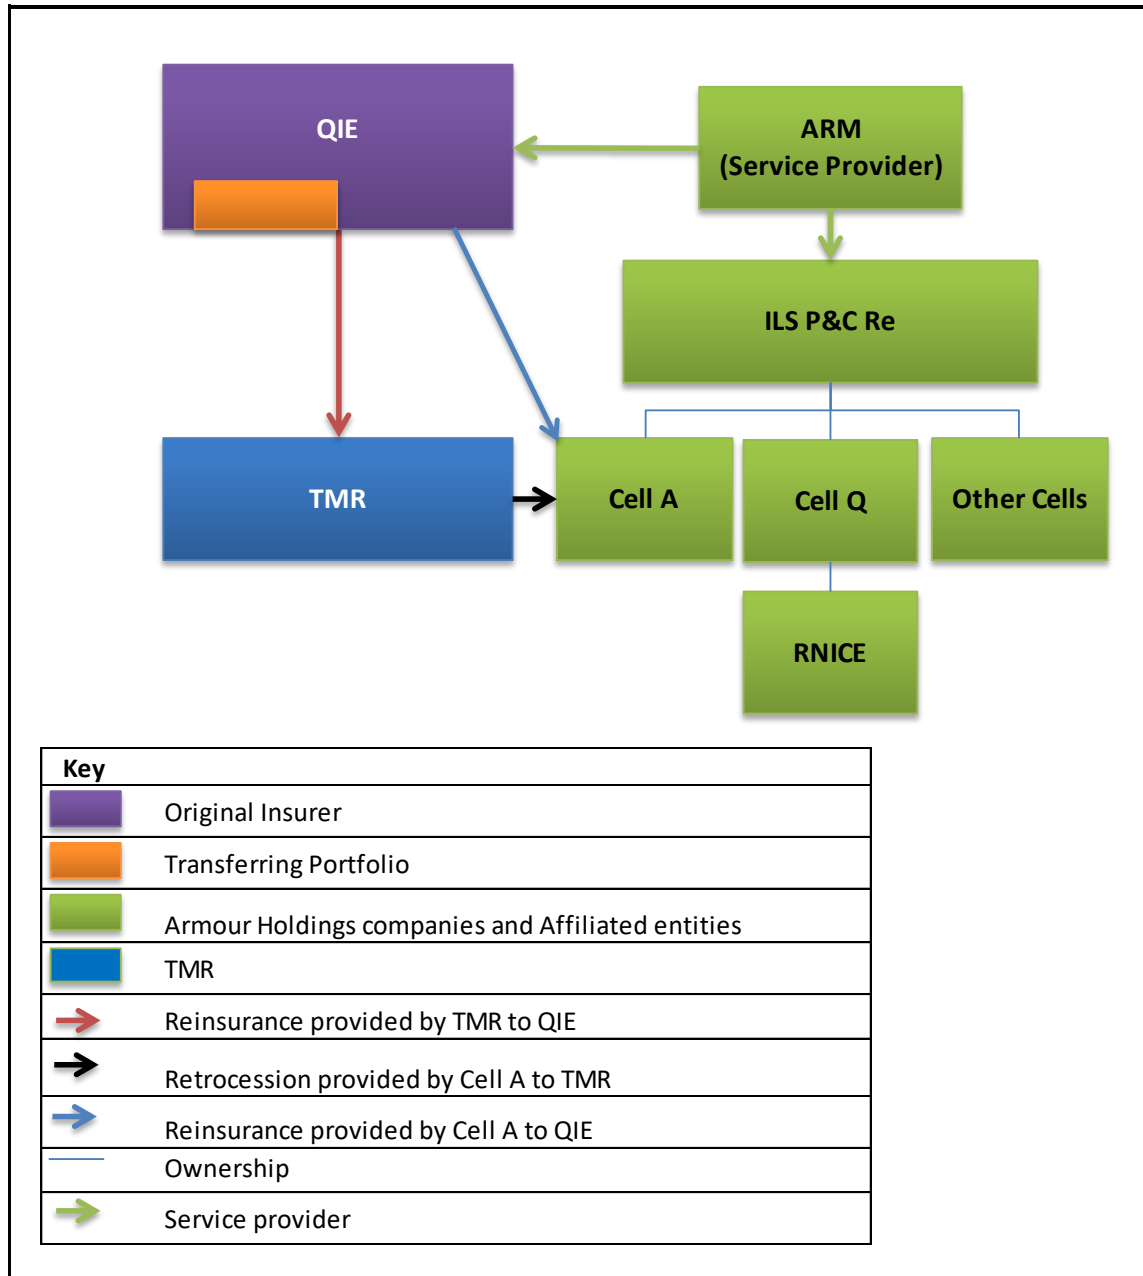 QIE
ARM
(Service Provider)
ILS P&C Re
TMR
Cell A
Cell Q
Other Cells
RNICE
Key
Original Insurer
Transferring Portfolio
Armour Holdings companies and Affiliated entities
TMR
Reinsurance provided by TMR to QIE
Retrocession provided by Cell A to TMR
Reinsurance provided by Cell A to QIE
Ownership
Service provider